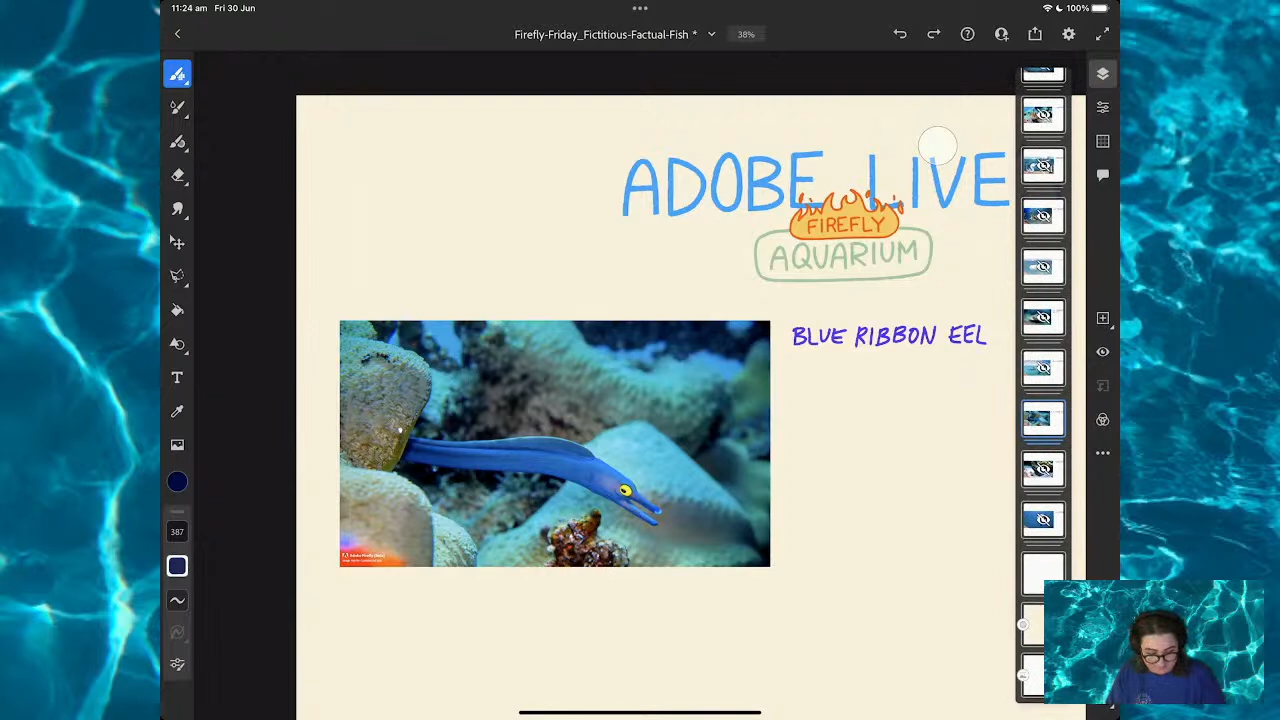 11:24 am Fri 30 Jun
100%
Firefly-Friday_Fictitious-Factual-Fish *
38%
ADOBE LIVE
FIREFLY
AQUARIUM
BLUE RIBBON EEL
387